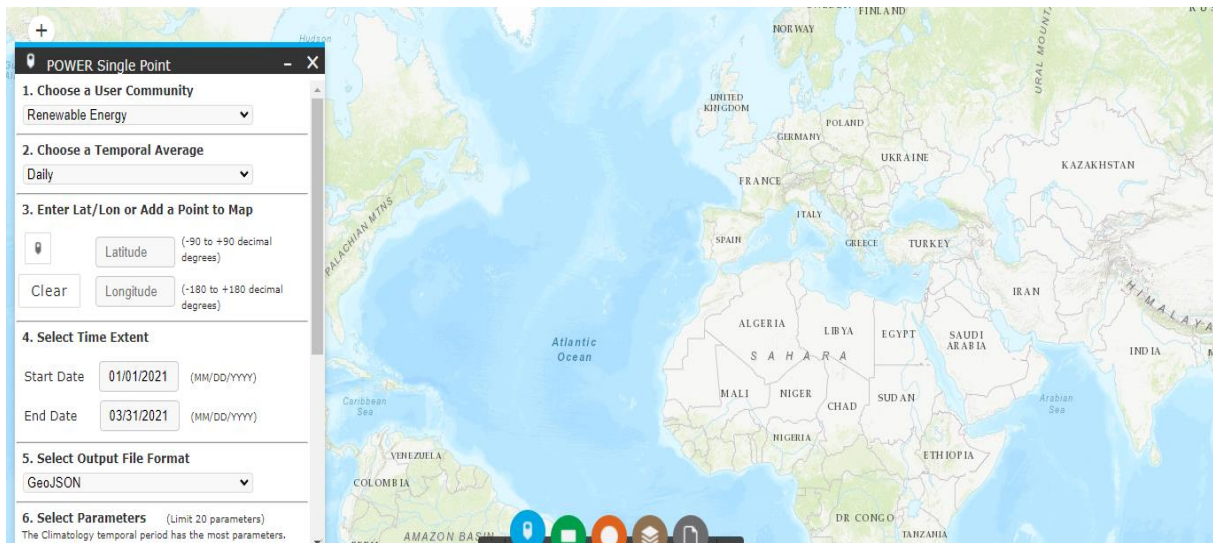 POWER Single Point
1. Choose a User Community
Renewable Energy
2. Choose a Temporal Average
Daily
3. Enter Lat/Lon or Add a Point to Map
Latitude
(-90 to +90 decimal
degrees)
Clear
Longitude
(-180 to +180 decimal
degrees)
4. Select Time Extent
Start Date 01/01/2021 (MM/DD/YYYY)
End Date 03/31/2021 (MM/DD/YYYY)
5. Select Output File Format
GeoJSON
6. Select Parameters (Limit 20 parameters)
The Climatology temporal period has the most parameters.
Hudson
FINLAND
NORWAY
URAL MOUNT
UNITED
KINGDOM
POLAND
GERMANY
UKRAINE
KAZAKHSTAN
FRANCE
PALACHIAN MTNS
ITALY
SPAIN
GREECE
TURKEY
IRAN
HIMALAYA
ALGERIA
LIBYA
EGYPT
SAUDI
ARABIA
Atlantic
Ocean
SAHARA
INDIA
MALI
NIGER
CHAD
SUDAN
Arabian
Sea
Caribbean
Sea
NIGERIA
ETHIOPIA
VENEZUELA
COLOMBIA
DR CONGO
AMAZON BASIN
TANZANIA